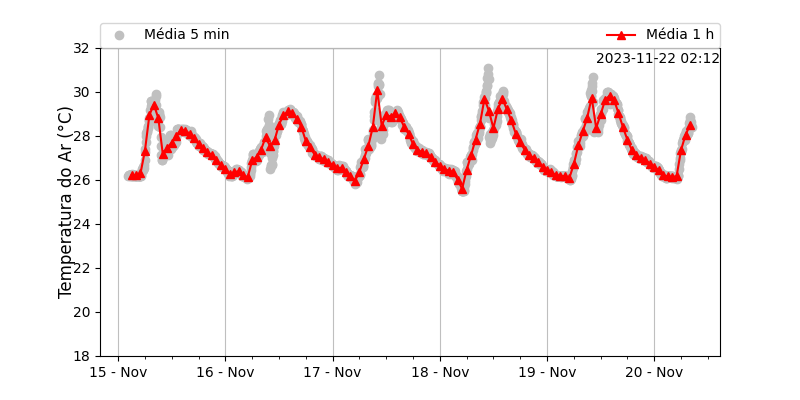 Média 5 min
Média 1 h
2023-11-22 02:12
Temperatura do Ar (°C)
32
30
28
26
24
22
20
18
15 - Nov
16 - Nov
17 - Nov
18 - Nov
19 - Nov
20 - Nov